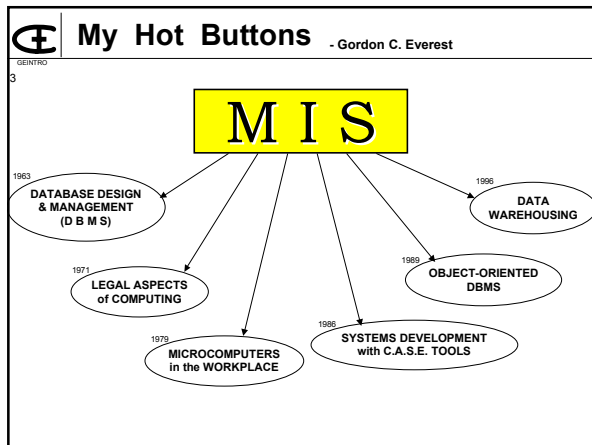 My Hot Buttons - Gordon C. Everest
GEINTRO
3
M I S
1963
DATABASE DESIGN
& MANAGEMENT
(D B M S)
1971
LEGAL ASPECTS
of COMPUTING
1979
MICROCOMPUTERS
in the WORKPLACE
1986
SYSTEMS DEVELOPMENT
with C.A.S.E. TOOLS
1989
OBJECT-ORIENTED
DBMS
1996
DATA
WAREHOUSING